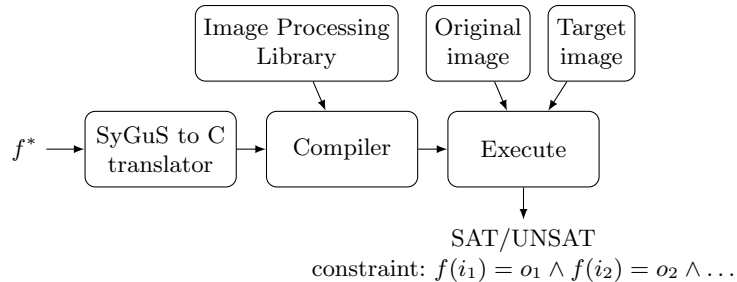 Image Processing
Library
Original
image
Target
image
f*
SyGuS to C
translator
Compiler
Execute
SAT/UNSAT
constraint: f(i₁) = o₁ ∧ f(i₂) = o₂ ∧ …